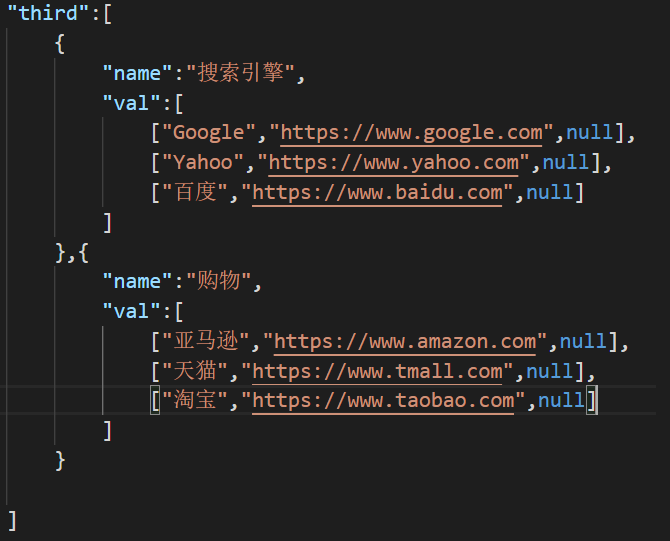 "third":[
{
"name":"搜索引擎",
"val":[
["Google","https://www.google.com",null],
["Yahoo","https://www.yahoo.com",null],
["百度","https://www.baidu.com",null]
]
},{
"name":"购物",
"val":[
["亚马逊","https://www.amazon.com",null],
["天猫","https://www.tmall.com",null],
["淘宝","https://www.taobao.com",null]
]
}
]